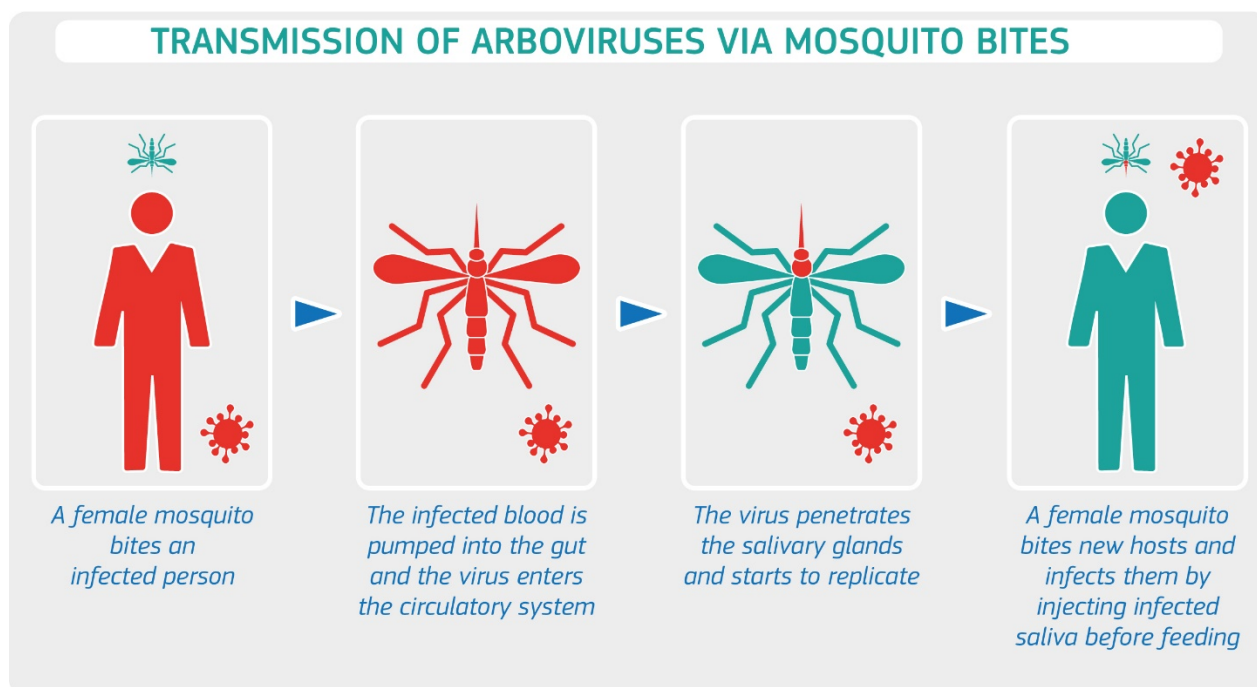 TRANSMISSION OF ARBOVIRUSES VIA MOSQUITO BITES
A female mosquito
bites an
infected person
The infected blood is
pumped into the gut
and the virus enters
the circulatory system
The virus penetrates
the salivary glands
and starts to replicate
A female mosquito
bites new hosts and
infects them by
injecting infected
saliva before feeding